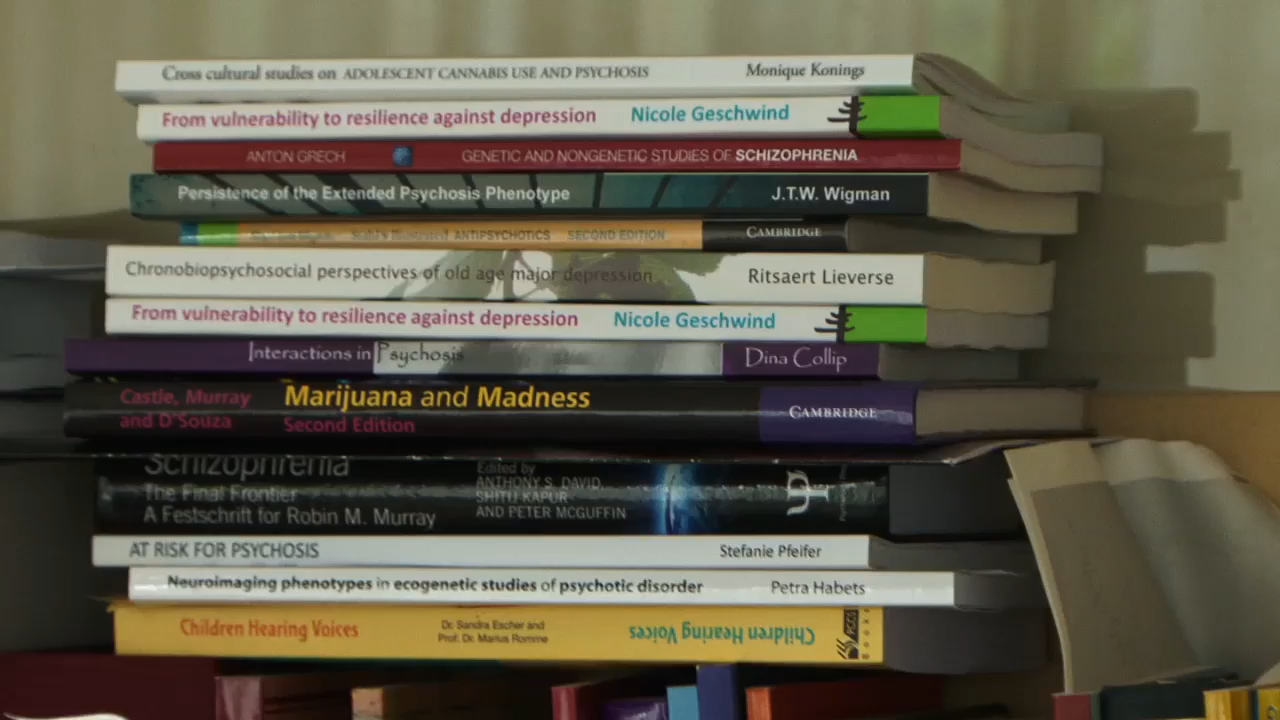 Cross cultural studies on ADOLESCENT CANNABIS USE AND PSYCHOSIS Monique Konings
From vulnerability to resilience against depression Nicole Geschwind
ANTON GRECH GENETIC AND NONGENETIC STUDIES OF SCHIZOPHRENIA
Persistence of the Extended Psychosis Phenotype J.T.W. Wigman
Stahl's Illustrated ANTIPSYCHOTICS SECOND EDITION CAMBRIDGE
Chronobiopsychosocial perspectives of old age major depression Ritsaert Lieverse
From vulnerability to resilience against depression Nicole Geschwind
Interactions in Psychosis Dina Collip
Castle, Murray and D'Souza
Marijuana and Madness
Second Edition
CAMBRIDGE
Schizophrenia
The Final Frontier
A Festschrift for Robin M. Murray
Edited by
ANTHONY S. DAVID,
SHITIJ KAPUR
AND PETER MCGUFFIN
AT RISK FOR PSYCHOSIS Stefanie Pfeifer
Neuroimaging phenotypes in ecogenetic studies of psychotic disorder Petra Habets
Children Hearing Voices
Dr. Sandra Escher and
Prof. Dr. Marius Romme
Children Hearing Voices
PCCS
Books